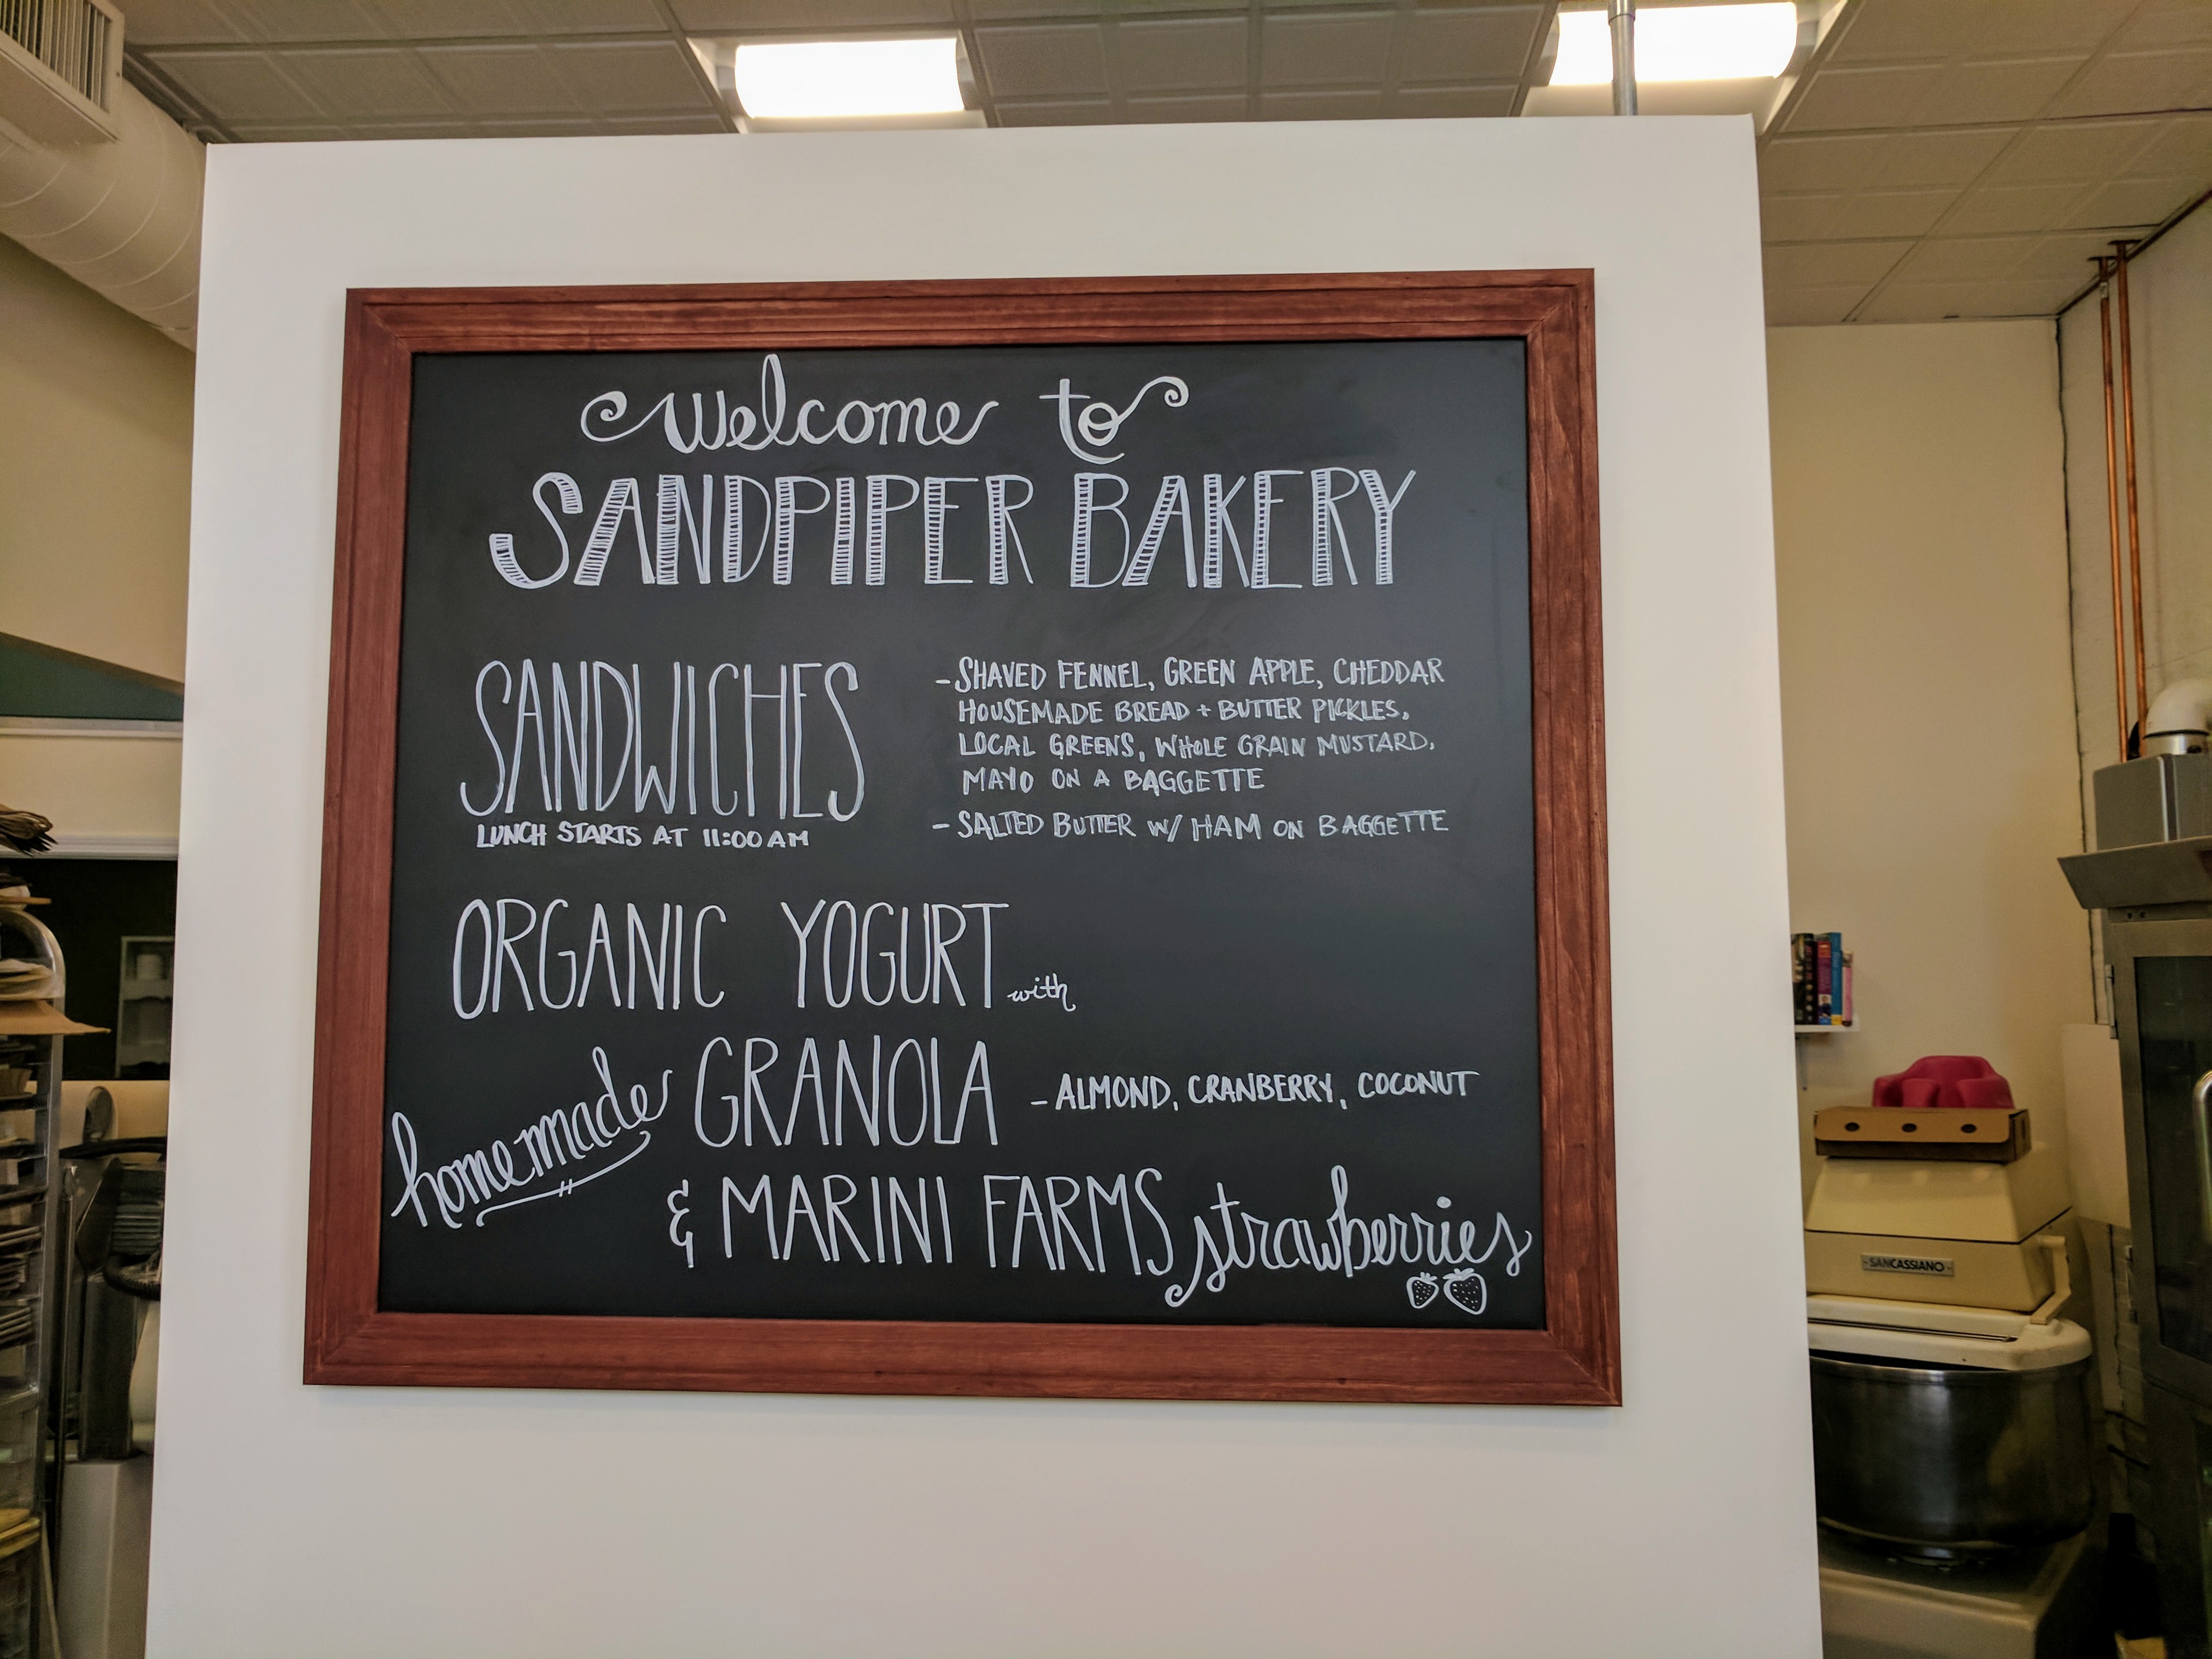 Welcome to
SANDPIPER BAKERY
SANDWICHES
LUNCH STARTS AT 11:00 AM
- SHAVED FENNEL, GREEN APPLE, CHEDDAR
HOUSEMADE BREAD + BUTTER PICKLES,
LOCAL GREENS, WHOLE GRAIN MUSTARD,
MAYO ON A BAGGETTE
- SALTED BUTTER W/ HAM ON BAGGETTE
ORGANIC YOGURT with
homemade GRANOLA - ALMOND, CRANBERRY, COCONUT
& MARINI FARMS strawberries
SANCASSIANO